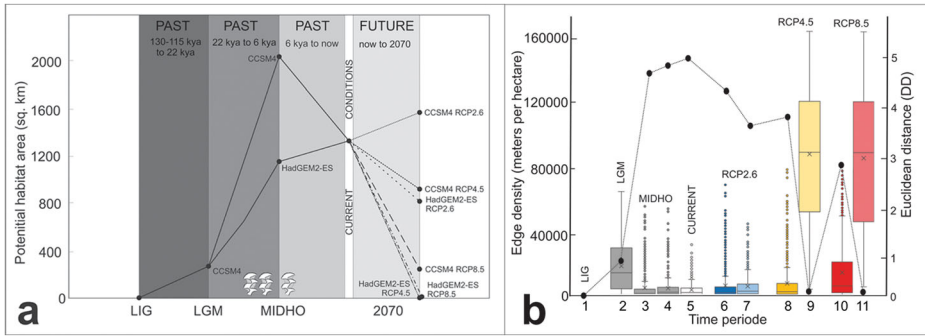 a
Potenitial habitat area (sq. km)
2000
1600
1200
800
400
0
PAST
130-115 kya
to 22 kya
PAST
22 kya to 6 kya
PAST
6 kya to now
FUTURE
now to 2070
CCSM4
HadGEM2-ES
CCSM4
CONDITIONS
CURRENT
CCSM4 RCP2.6
CCSM4 RCP4.5
HadGEM2-ES
RCP2.6
CCSM4 RCP8.5
HadGEM2-ES
RCP4.5
HadGEM2-ES
RCP8.5
LIG
LGM
MIDHO
2070
b
Edge density (meters per hectare)
160000
120000
80000
40000
0
RCP4.5
RCP8.5
LIG
LGM
MIDHO
CURRENT
RCP2.6
5
4
3
2
1
0
Euclidean distance (DD)
1
2
3
4
5
6
7
8
9
10
11
Time periode